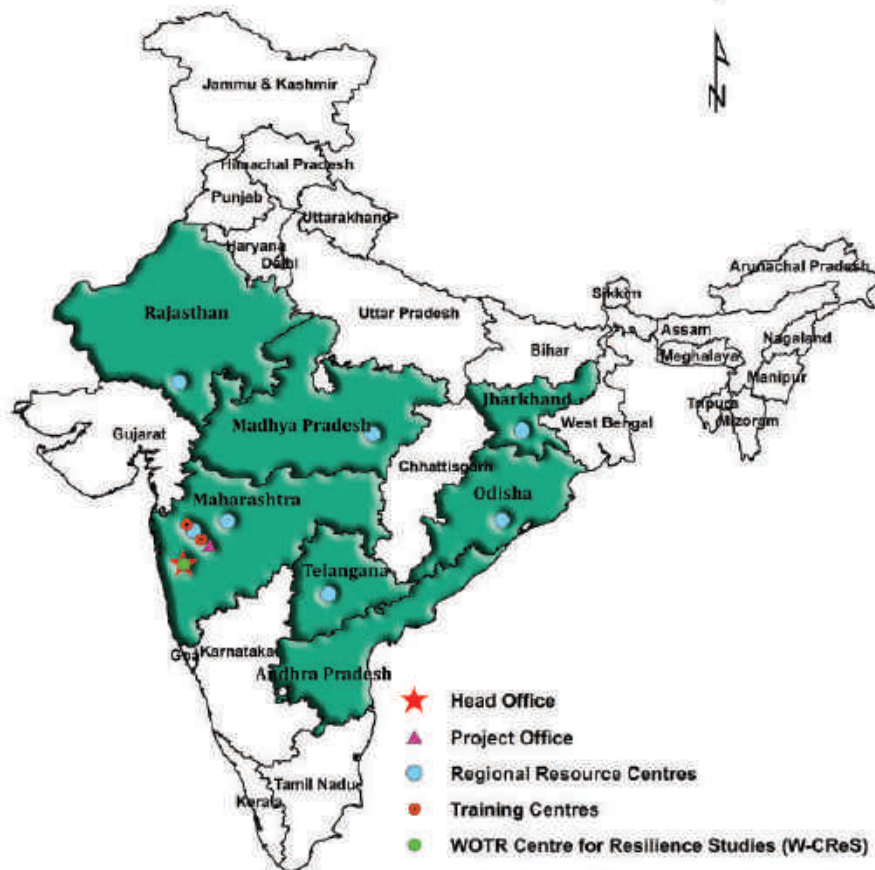 N
Jammu & Kashmir
Himachal Pradesh
Punjab
Uttarakhand
Haryana
Delhi
Arunachal Pradesh
Sikkim
Rajasthan
Uttar Pradesh
Assam
Nagaland
Bihar
Meghalaya
Manipur
Jharkhand
Tripura
Mizoram
Madhya Pradesh
West Bengal
Gujarat
Chhattisgarh
Maharashtra
Odisha
Telangana
Goa
Karnataka
Andhra Pradesh
Tamil Nadu
Kerala
Head Office
Project Office
Regional Resource Centres
Training Centres
WOTR Centre for Resilience Studies (W-CReS)